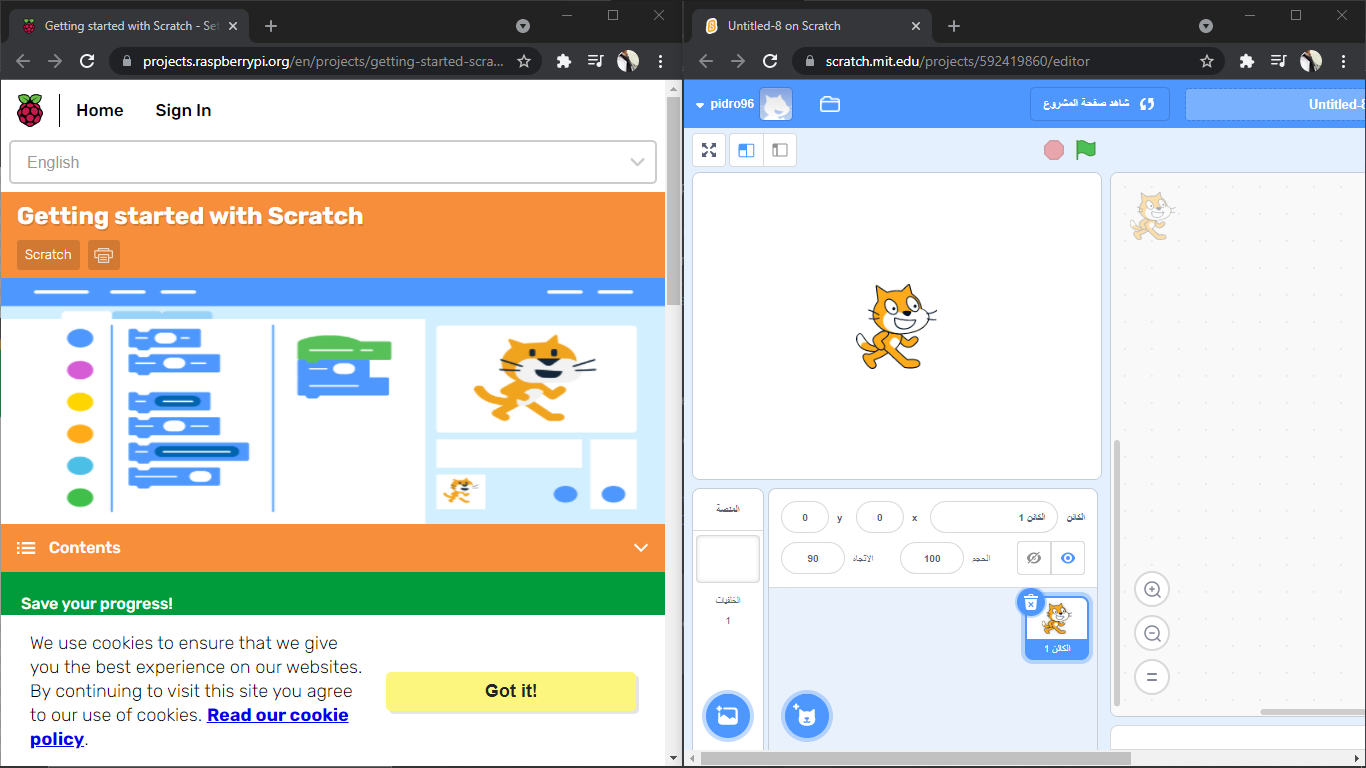 Getting started with Scratch - Set
projects.raspberrypi.org/en/projects/getting-started-scra...
Home
Sign In
English
Getting started with Scratch
Scratch
Contents
Save your progress!
We use cookies to ensure that we give
you the best experience on our websites.
By continuing to visit this site you agree
to our use of cookies. Read our cookie
policy.
Got it!
Untitled-8 on Scratch
scratch.mit.edu/projects/592419860/editor
pidro96
شاهد صفحة المشروع
Untitled-8
المنصة
الخلفيات
1
الكائن
الكائن 1
x
0
y
0
الحجم
100
الاتجاه
90
الكائن 1